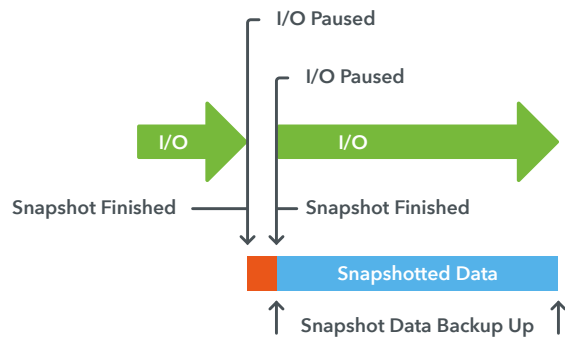 I/O Paused
I/O Paused
I/O
I/O
Snapshot Finished
Snapshot Finished
Snapshotted Data
Snapshot Data Backup Up